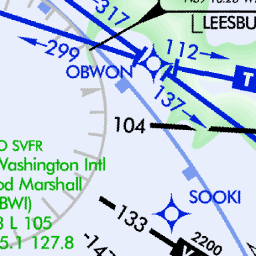 317
LEESBU
299
112
OBWON
137
104
O SVFR
Washington Intl
od Marshall
BWI)
3 L 105
5.1 127.8
SOOKI
133
2200
147